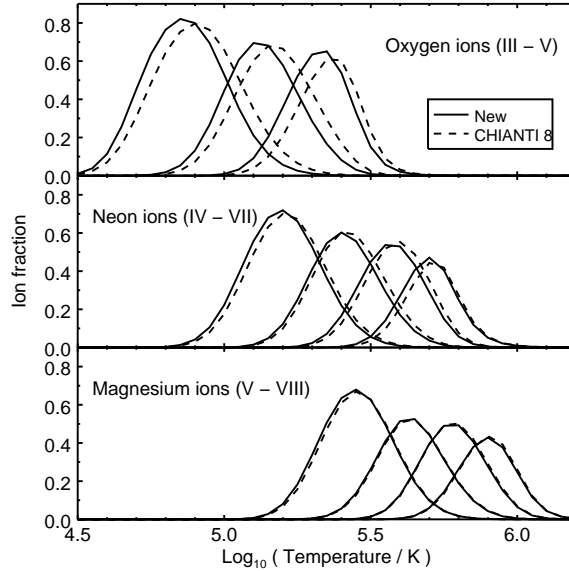 0.8
Oxygen ions (III − V)
0.6
New
CHIANTI 8
0.4
0.2
0.0
0.8
Neon ions (IV − VII)
0.6
Ion fraction
0.4
0.2
0.0
0.8
Magnesium ions (V − VIII)
0.6
0.4
0.2
0.0
4.5 5.0 5.5 6.0
Log10 ( Temperature / K )